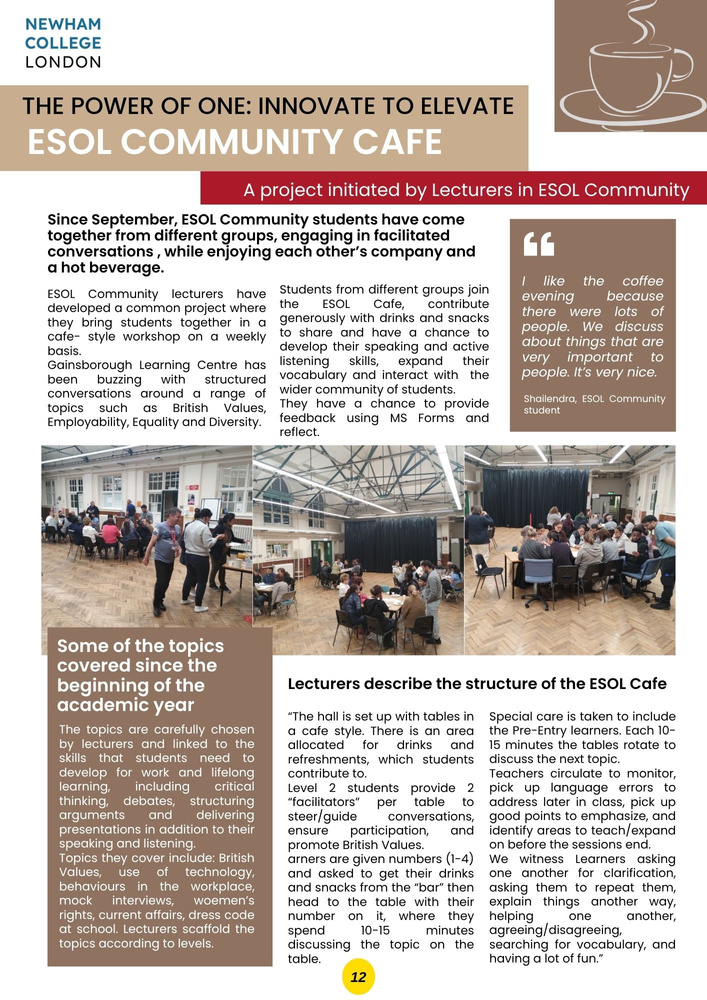 NEWHAM
COLLEGE
LONDON
THE POWER OF ONE: INNOVATE TO ELEVATE
ESOL COMMUNITY CAFE
A project initiated by Lecturers in ESOL Community
Since September, ESOL Community students have come
together from different groups, engaging in facilitated
conversations , while enjoying each other’s company and
a hot beverage.
ESOL Community lecturers have
developed a common project where
they bring students together in a
cafe- style workshop on a weekly
basis.
Gainsborough Learning Centre has
been buzzing with structured
conversations around a range of
topics such as British Values,
Employability, Equality and Diversity.
Students from different groups join
the ESOL Cafe, contribute
generously with drinks and snacks
to share and have a chance to
develop their speaking and active
listening skills, expand their
vocabulary and interact with the
wider community of students.
They have a chance to provide
feedback using MS Forms and
reflect.
“
I like the coffee
evening because
there were lots of
people. We discuss
about things that are
very important to
people. It’s very nice.
Shailendra, ESOL Community
student
Some of the topics
covered since the
beginning of the
academic year
The topics are carefully chosen
by lecturers and linked to the
skills that students need to
develop for work and lifelong
learning, including critical
thinking, debates, structuring
arguments and delivering
presentations in addition to their
speaking and listening.
Topics they cover include: British
Values, use of technology,
behaviours in the workplace,
mock interviews, woemen’s
rights, current affairs, dress code
at school. Lecturers scaffold the
topics according to levels.
Lecturers describe the structure of the ESOL Cafe
“The hall is set up with tables in
a cafe style. There is an area
allocated for drinks and
refreshments, which students
contribute to.
Level 2 students provide 2
“facilitators” per table to
steer/guide conversations,
ensure participation, and
promote British Values.
arners are given numbers (1-4)
and asked to get their drinks
and snacks from the “bar” then
head to the table with their
number on it, where they
spend 10-15 minutes
discussing the topic on the
table.
Special care is taken to include
the Pre-Entry learners. Each 10-
15 minutes the tables rotate to
discuss the next topic.
Teachers circulate to monitor,
pick up language errors to
address later in class, pick up
good points to emphasize, and
identify areas to teach/expand
on before the sessions end.
We witness Learners asking
one another for clarification,
asking them to repeat them,
explain things another way,
helping one another,
agreeing/disagreeing,
searching for vocabulary, and
having a lot of fun.”
12